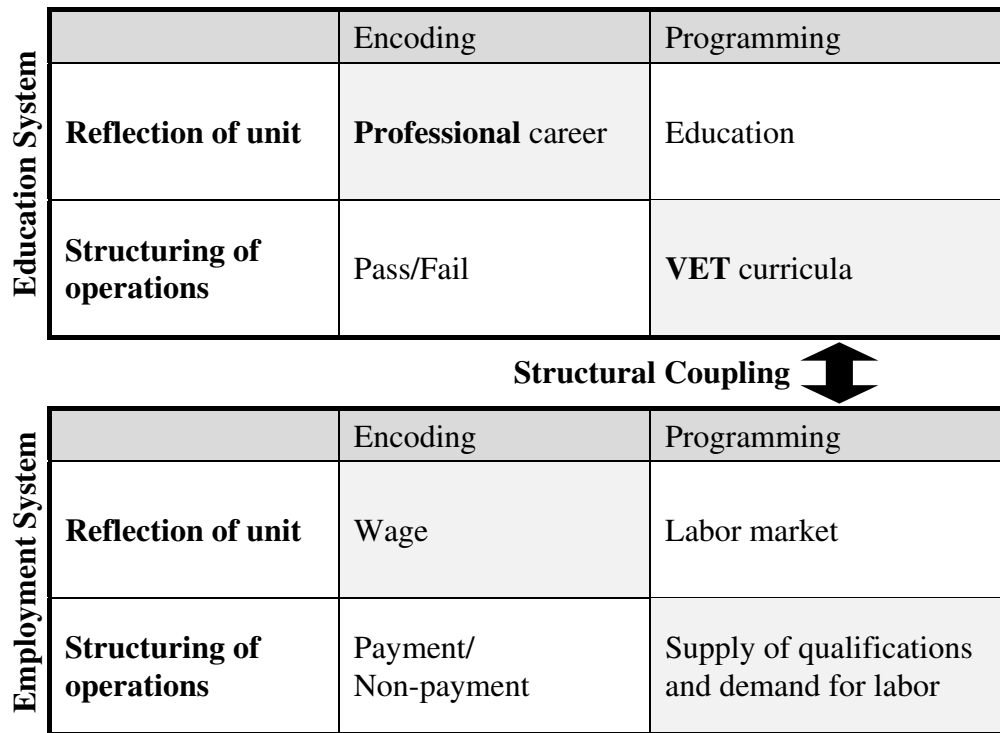 Education System
Encoding Programming
Reflection of unit Professional career Education
Structuring of
operations Pass/Fail VET curricula
Structural Coupling
Employment System
Encoding Programming
Reflection of unit Wage Labor market
Structuring of Payment/ Supply of qualifications
operations Non-payment and demand for labor